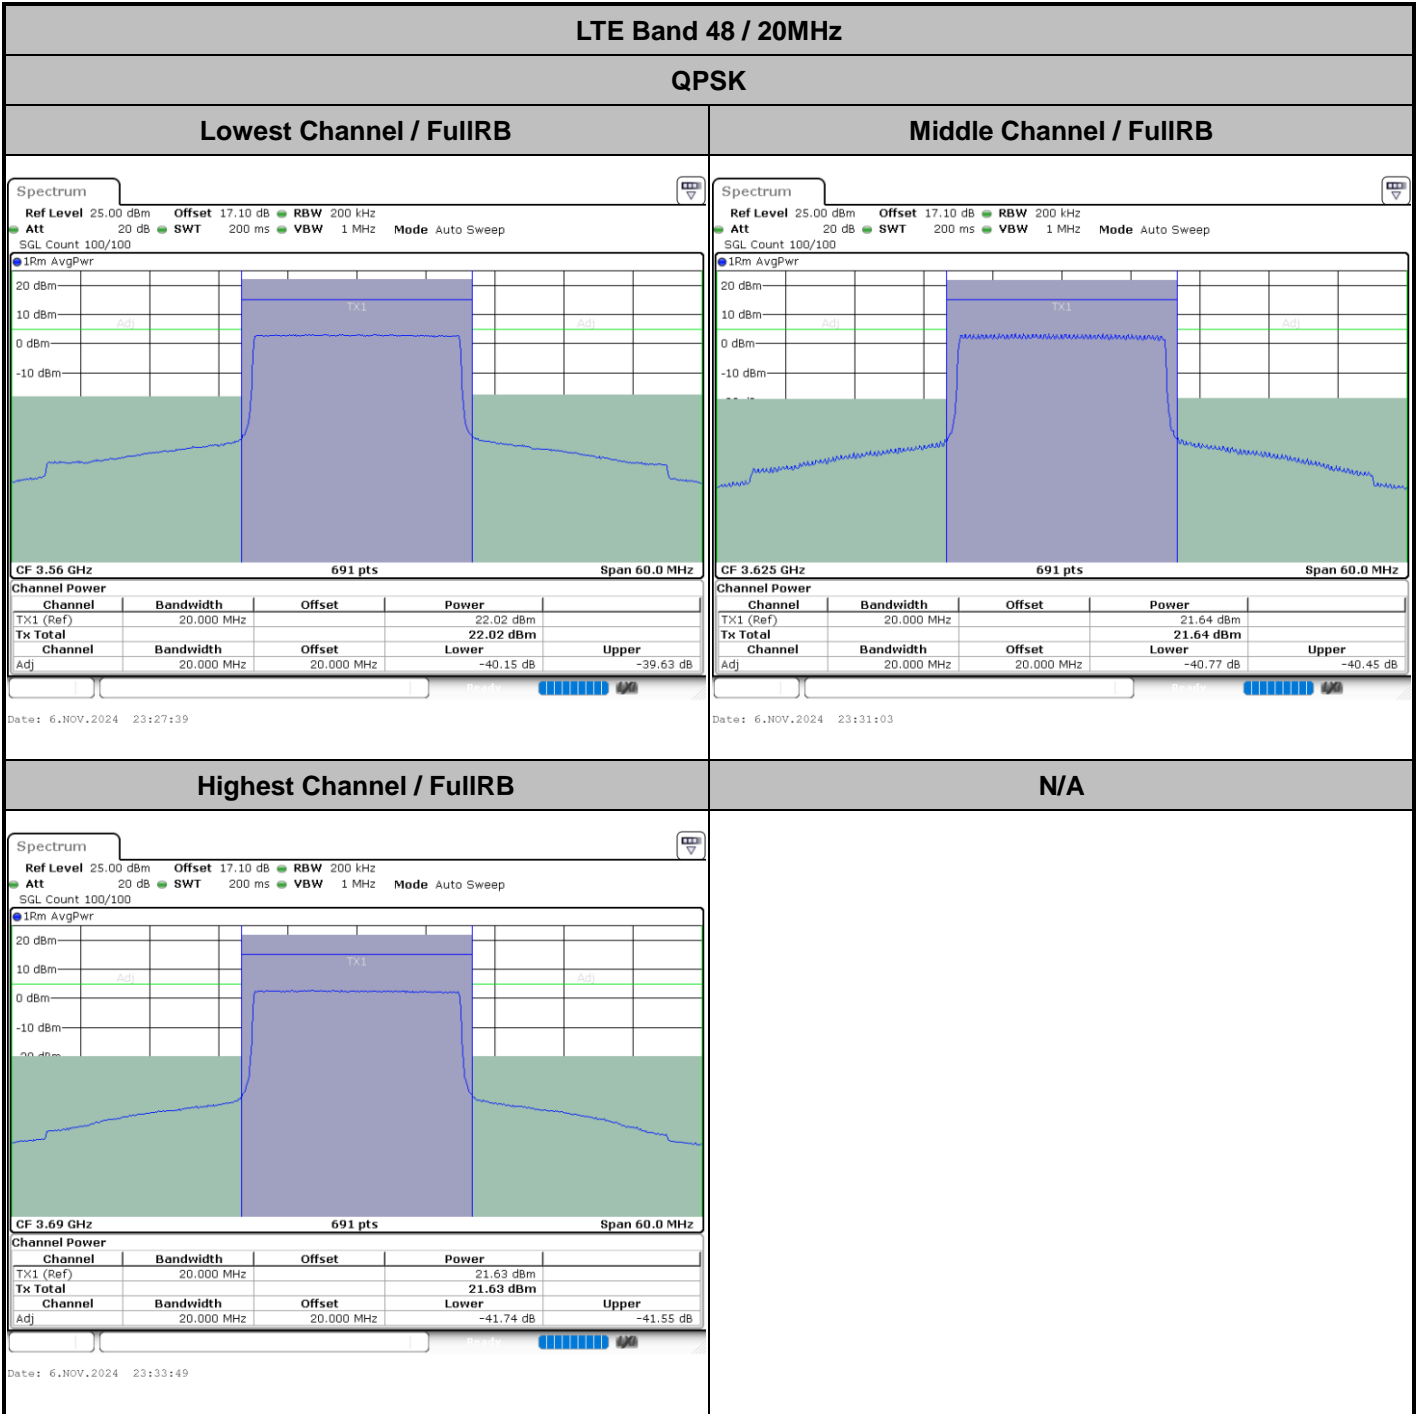 LTE Band 48 / 20MHz
QPSK
Lowest Channel / FullRB
Middle Channel / FullRB
Spectrum
Ref Level 25.00 dBm Offset 17.10 dB RBW 200 kHz
Att 20 dB SWT 200 ms VBW 1 MHz Mode Auto Sweep
SGL Count 100/100
1Rm AvgPwr
20 dBm
TX1
10 dBm
Adj
Adj
0 dBm
-10 dBm
CF 3.56 GHz 691 pts Span 60.0 MHz
Channel Power
Channel Bandwidth Offset Power
TX1 (Ref) 20.000 MHz 22.02 dBm
Tx Total 22.02 dBm
Channel Bandwidth Offset Lower Upper
Adj 20.000 MHz 20.000 MHz -40.15 dB -39.63 dB
Ready
Date: 6.NOV.2024 23:27:39
Spectrum
Ref Level 25.00 dBm Offset 17.10 dB RBW 200 kHz
Att 20 dB SWT 200 ms VBW 1 MHz Mode Auto Sweep
SGL Count 100/100
1Rm AvgPwr
20 dBm
TX1
10 dBm
Adj
Adj
0 dBm
-10 dBm
CF 3.625 GHz 691 pts Span 60.0 MHz
Channel Power
Channel Bandwidth Offset Power
TX1 (Ref) 20.000 MHz 21.64 dBm
Tx Total 21.64 dBm
Channel Bandwidth Offset Lower Upper
Adj 20.000 MHz 20.000 MHz -40.77 dB -40.45 dB
Ready
Date: 6.NOV.2024 23:31:03
Highest Channel / FullRB
N/A
Spectrum
Ref Level 25.00 dBm Offset 17.10 dB RBW 200 kHz
Att 20 dB SWT 200 ms VBW 1 MHz Mode Auto Sweep
SGL Count 100/100
1Rm AvgPwr
20 dBm
TX1
10 dBm
Adj
Adj
0 dBm
-10 dBm
-20 dBm
CF 3.69 GHz 691 pts Span 60.0 MHz
Channel Power
Channel Bandwidth Offset Power
TX1 (Ref) 20.000 MHz 21.63 dBm
Tx Total 21.63 dBm
Channel Bandwidth Offset Lower Upper
Adj 20.000 MHz 20.000 MHz -41.74 dB -41.55 dB
Ready
Date: 6.NOV.2024 23:33:49